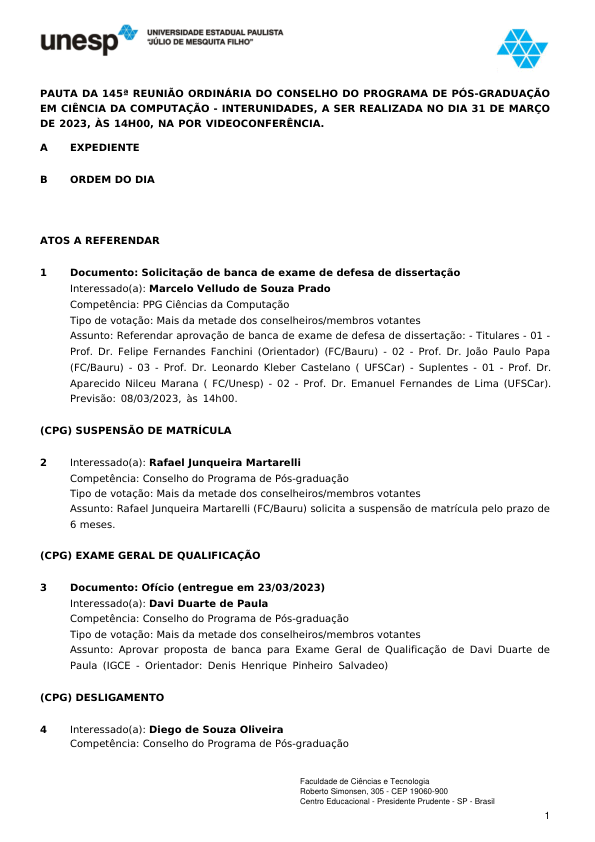 unesp
UNIVERSIDADE ESTADUAL PAULISTA
"JÚLIO DE MESQUITA FILHO"
PAUTA DA 145ª REUNIÃO ORDINÁRIA DO CONSELHO DO PROGRAMA DE PÓS-GRADUAÇÃO
EM CIÊNCIA DA COMPUTAÇÃO - INTERUNIDADES, A SER REALIZADA NO DIA 31 DE MARÇO
DE 2023, ÀS 14H00, NA POR VIDEOCONFERÊNCIA.
A EXPEDIENTE
B ORDEM DO DIA
ATOS A REFERENDAR
1 Documento: Solicitação de banca de exame de defesa de dissertação
Interessado(a): Marcelo Velludo de Souza Prado
Competência: PPG Ciências da Computação
Tipo de votação: Mais da metade dos conselheiros/membros votantes
Assunto: Referendar aprovação de banca de exame de defesa de dissertação: - Titulares - 01 -
Prof. Dr. Felipe Fernandes Fanchini (Orientador) (FC/Bauru) - 02 - Prof. Dr. João Paulo Papa
(FC/Bauru) - 03 - Prof. Dr. Leonardo Kleber Castelano ( UFSCar) - Suplentes - 01 - Prof. Dr.
Aparecido Nilceu Marana ( FC/Unesp) - 02 - Prof. Dr. Emanuel Fernandes de Lima (UFSCar).
Previsão: 08/03/2023, às 14h00.
(CPG) SUSPENSÃO DE MATRÍCULA
2 Interessado(a): Rafael Junqueira Martarelli
Competência: Conselho do Programa de Pós-graduação
Tipo de votação: Mais da metade dos conselheiros/membros votantes
Assunto: Rafael Junqueira Martarelli (FC/Bauru) solicita a suspensão de matrícula pelo prazo de
6 meses.
(CPG) EXAME GERAL DE QUALIFICAÇÃO
3 Documento: Ofício (entregue em 23/03/2023)
Interessado(a): Davi Duarte de Paula
Competência: Conselho do Programa de Pós-graduação
Tipo de votação: Mais da metade dos conselheiros/membros votantes
Assunto: Aprovar proposta de banca para Exame Geral de Qualificação de Davi Duarte de
Paula (IGCE - Orientador: Denis Henrique Pinheiro Salvadeo)
(CPG) DESLIGAMENTO
4 Interessado(a): Diego de Souza Oliveira
Competência: Conselho do Programa de Pós-graduação
Faculdade de Ciências e Tecnologia
Roberto Simonsen, 305 - CEP 19060-900
Centro Educacional - Presidente Prudente - SP - Brasil
1